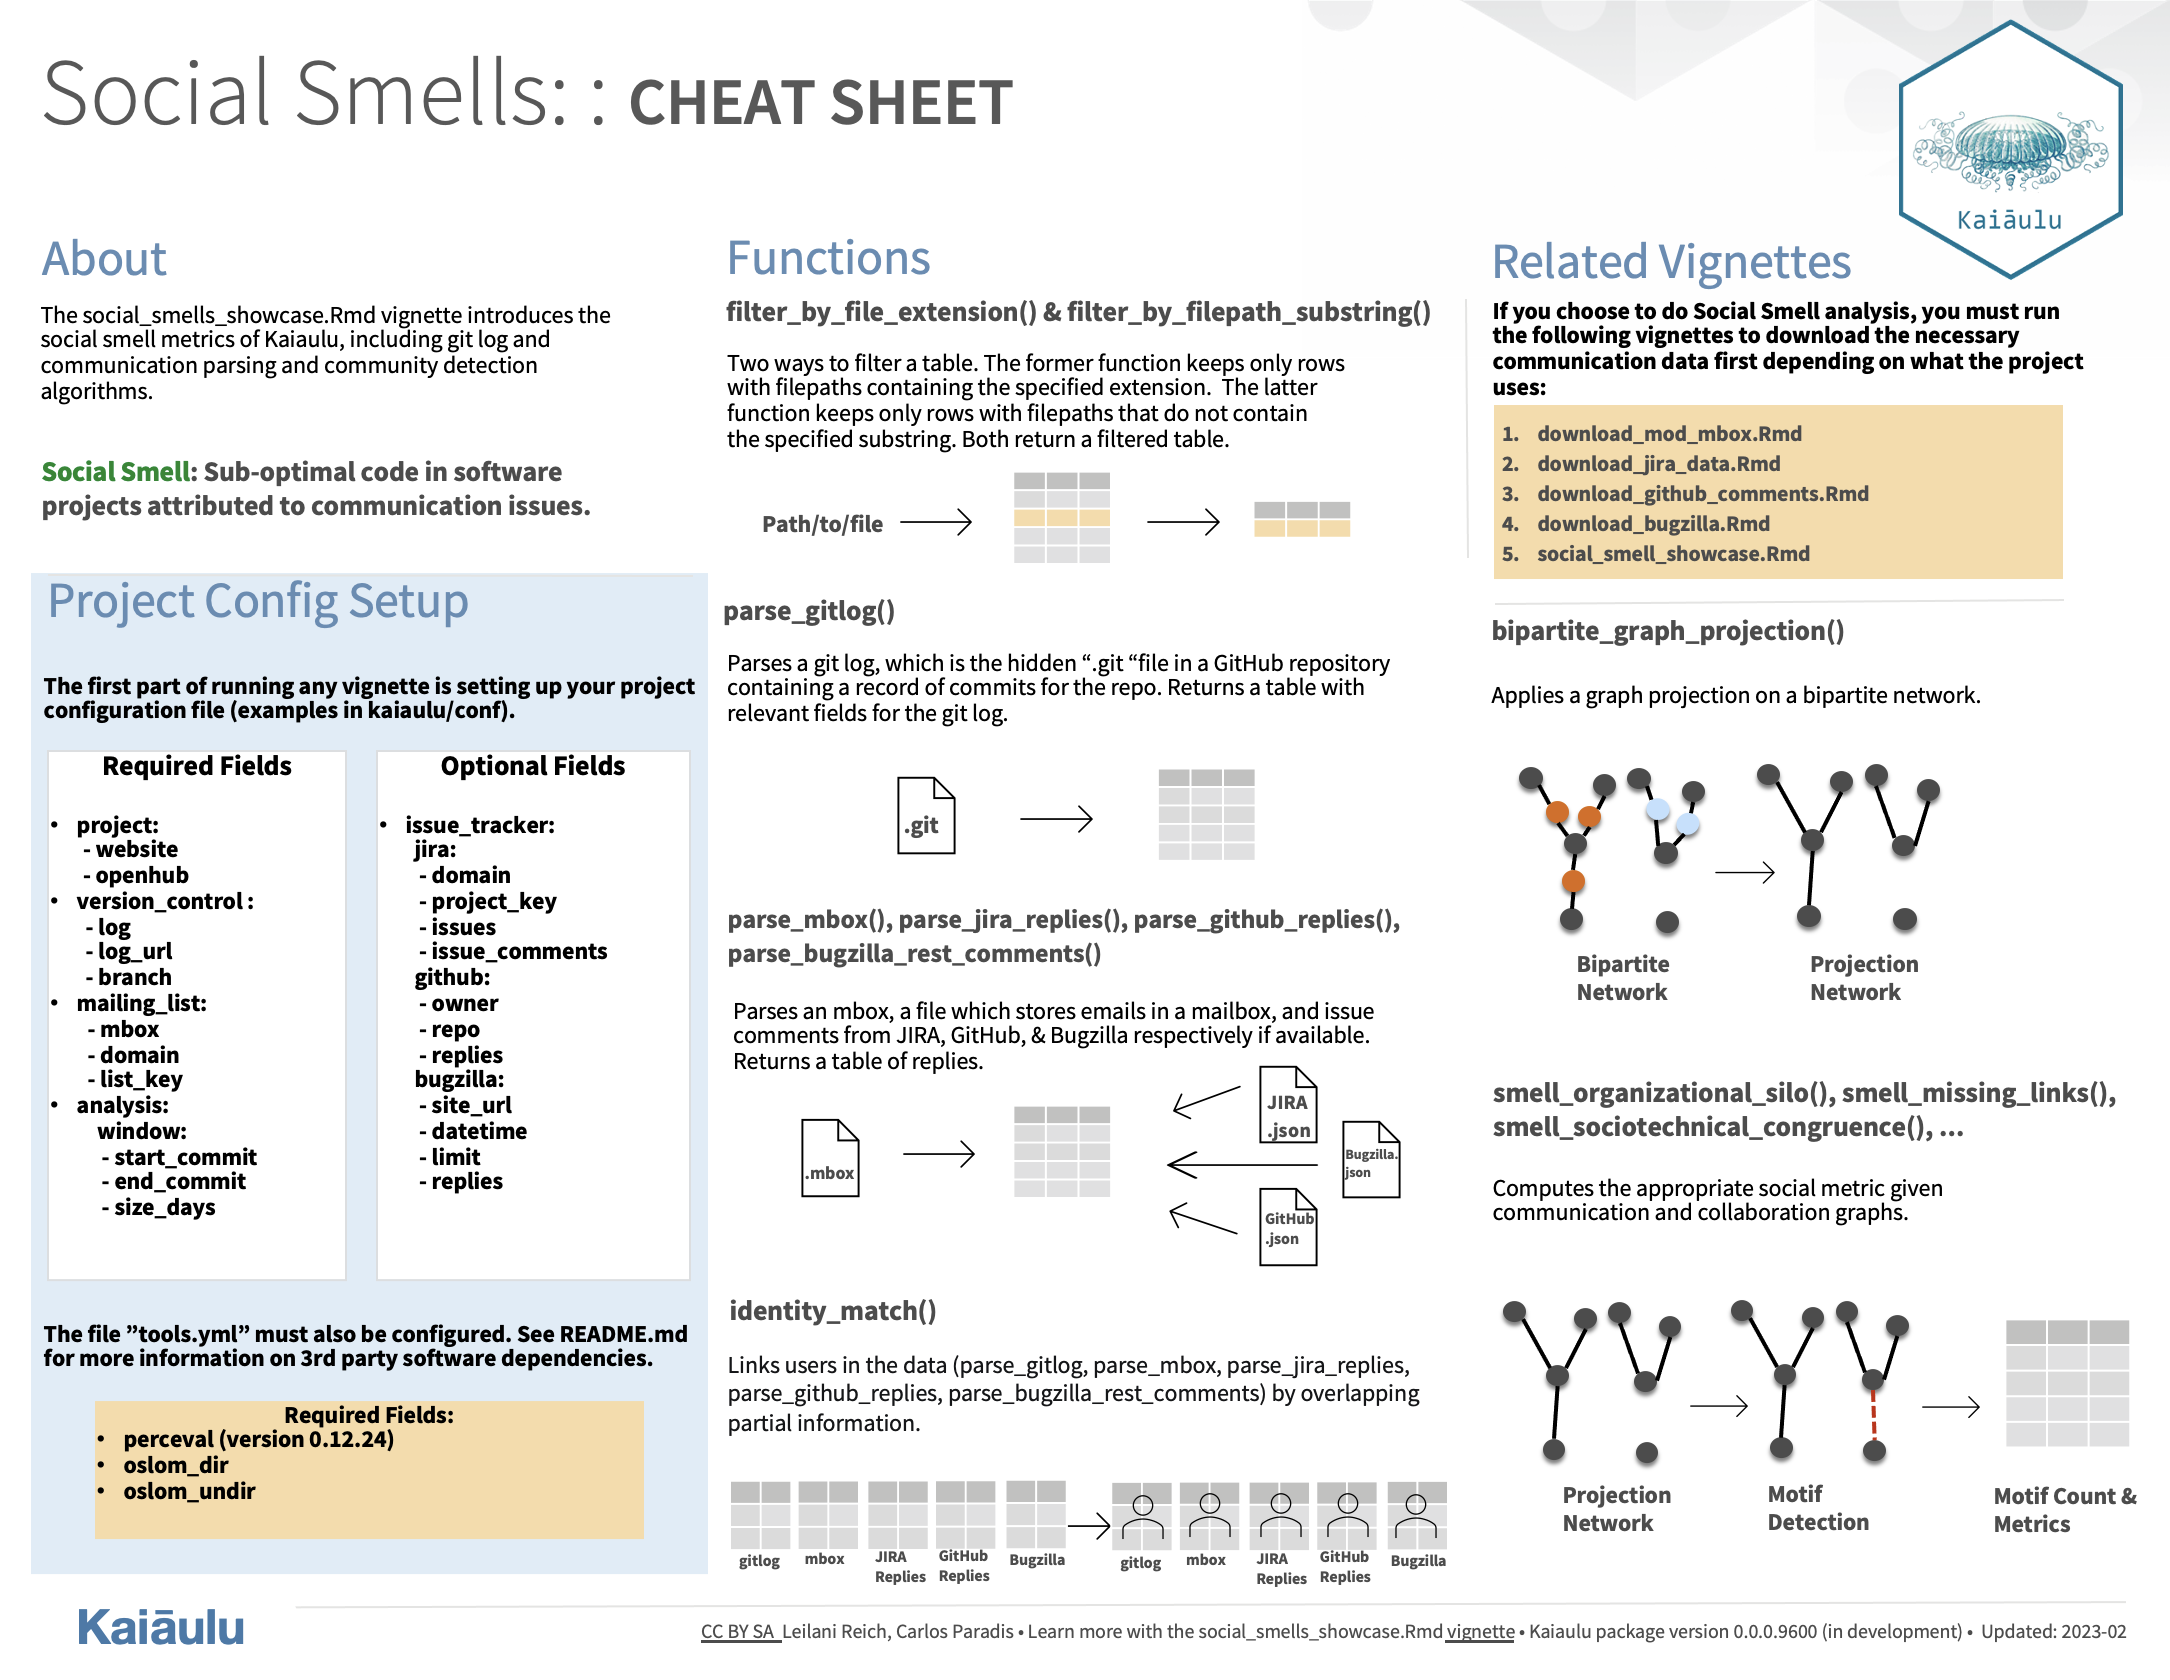 Social Smells: : CHEAT SHEET
Kaiāulu
About
The social_smells_showcase.Rmd vignette introduces the
social smell metrics of Kaiaulu, including git log and
communication parsing and community detection
algorithms.
Social Smell: Sub-optimal code in software
projects attributed to communication issues.
Project Config Setup
The first part of running any vignette is setting up your project
configuration file (examples in kaiaulu/conf).
Required Fields
• project:
- website
- openhub
• version_control :
- log
- log_url
- branch
• mailing_list:
- mbox
- domain
- list_key
• analysis:
window:
- start_commit
- end_commit
- size_days
Optional Fields
• issue_tracker:
jira:
- domain
- project_key
- issues
- issue_comments
github:
- owner
- repo
- replies
bugzilla:
- site_url
- datetime
- limit
- replies
The file ”tools.yml” must also be configured. See README.md
for more information on 3rd party software dependencies.
Required Fields:
• perceval (version 0.12.24)
• oslom_dir
• oslom_undir
Functions
filter_by_file_extension() & filter_by_filepath_substring()
Two ways to filter a table. The former function keeps only rows
with filepaths containing the specified extension. The latter
function keeps only rows with filepaths that do not contain
the specified substring. Both return a filtered table.
Path/to/file
parse_gitlog()
Parses a git log, which is the hidden “.git “file in a GitHub repository
containing a record of commits for the repo. Returns a table with
relevant fields for the git log.
.git
parse_mbox(), parse_jira_replies(), parse_github_replies(),
parse_bugzilla_rest_comments()
Parses an mbox, a file which stores emails in a mailbox, and issue
comments from JIRA, GitHub, & Bugzilla respectively if available.
Returns a table of replies.
.mbox
JIRA
.json
Bugzilla.
json
GitHub
.json
identity_match()
Links users in the data (parse_gitlog, parse_mbox, parse_jira_replies,
parse_github_replies, parse_bugzilla_rest_comments) by overlapping
partial information.
gitlog
mbox
JIRA
Replies
GitHub
Replies
Bugzilla
gitlog
mbox
JIRA
Replies
GitHub
Replies
Bugzilla
Related Vignettes
If you choose to do Social Smell analysis, you must run
the following vignettes to download the necessary
communication data first depending on what the project
uses:
1. download_mod_mbox.Rmd
2. download_jira_data.Rmd
3. download_github_comments.Rmd
4. download_bugzilla.Rmd
5. social_smell_showcase.Rmd
bipartite_graph_projection()
Applies a graph projection on a bipartite network.
Bipartite
Network
Projection
Network
smell_organizational_silo(), smell_missing_links(),
smell_sociotechnical_congruence(), ...
Computes the appropriate social metric given
communication and collaboration graphs.
Projection
Network
Motif
Detection
Motif Count &
Metrics
Kaiāulu
CC BY SA Leilani Reich, Carlos Paradis • Learn more with the social_smells_showcase.Rmd vignette • Kaiaulu package version 0.0.0.9600 (in development) • Updated: 2023-02